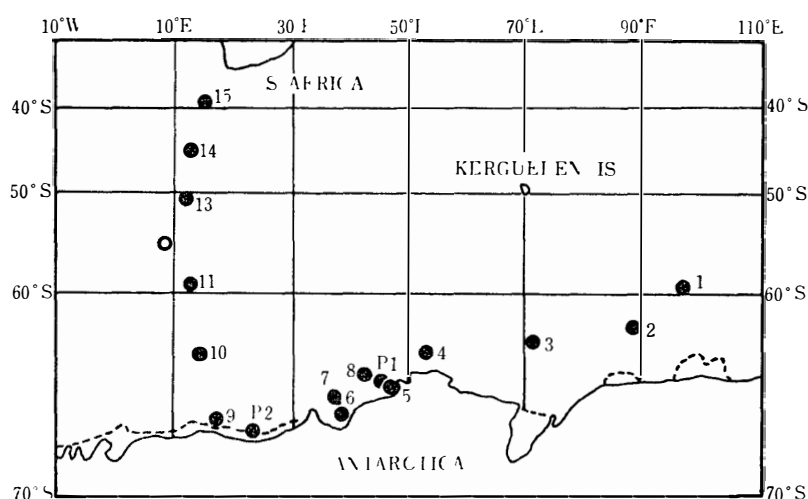 10°W 10°E 30°E 50°E 70°E 90°E 110°E
S AFRICA
40°S 15 40°S
14
KERGUELEN IS
50°S 13 50°S
11 1
60°S 60°S
2
10 4 3
8 P1
7 6 5
9 P2
ANTARCTICA
70°S 70°S